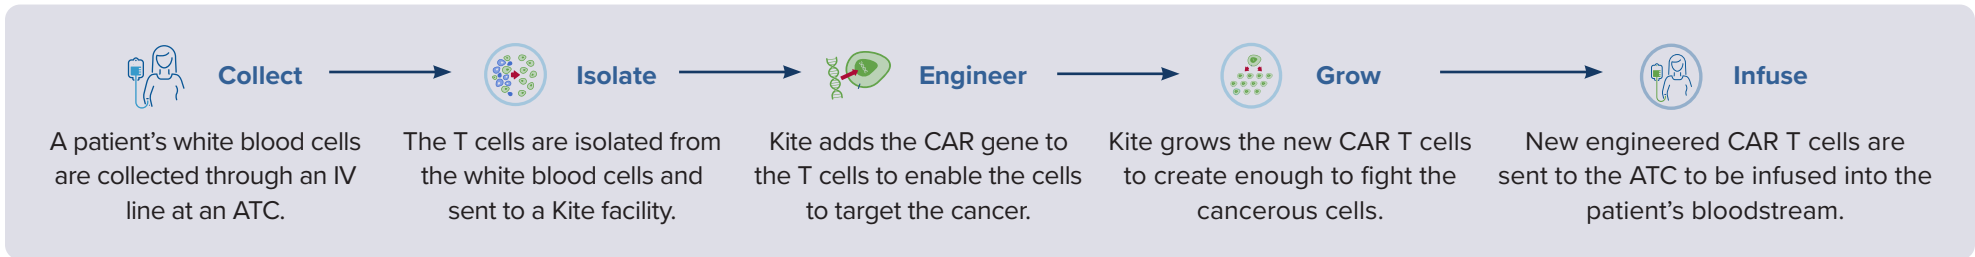 Collect
A patient’s white blood cells
are collected through an IV
line at an ATC.
Isolate
The T cells are isolated from
the white blood cells and
sent to a Kite facility.
Engineer
Kite adds the CAR gene to
the T cells to enable the cells
to target the cancer.
Grow
Kite grows the new CAR T cells
to create enough to fight the
cancerous cells.
Infuse
New engineered CAR T cells are
sent to the ATC to be infused into the
patient’s bloodstream.